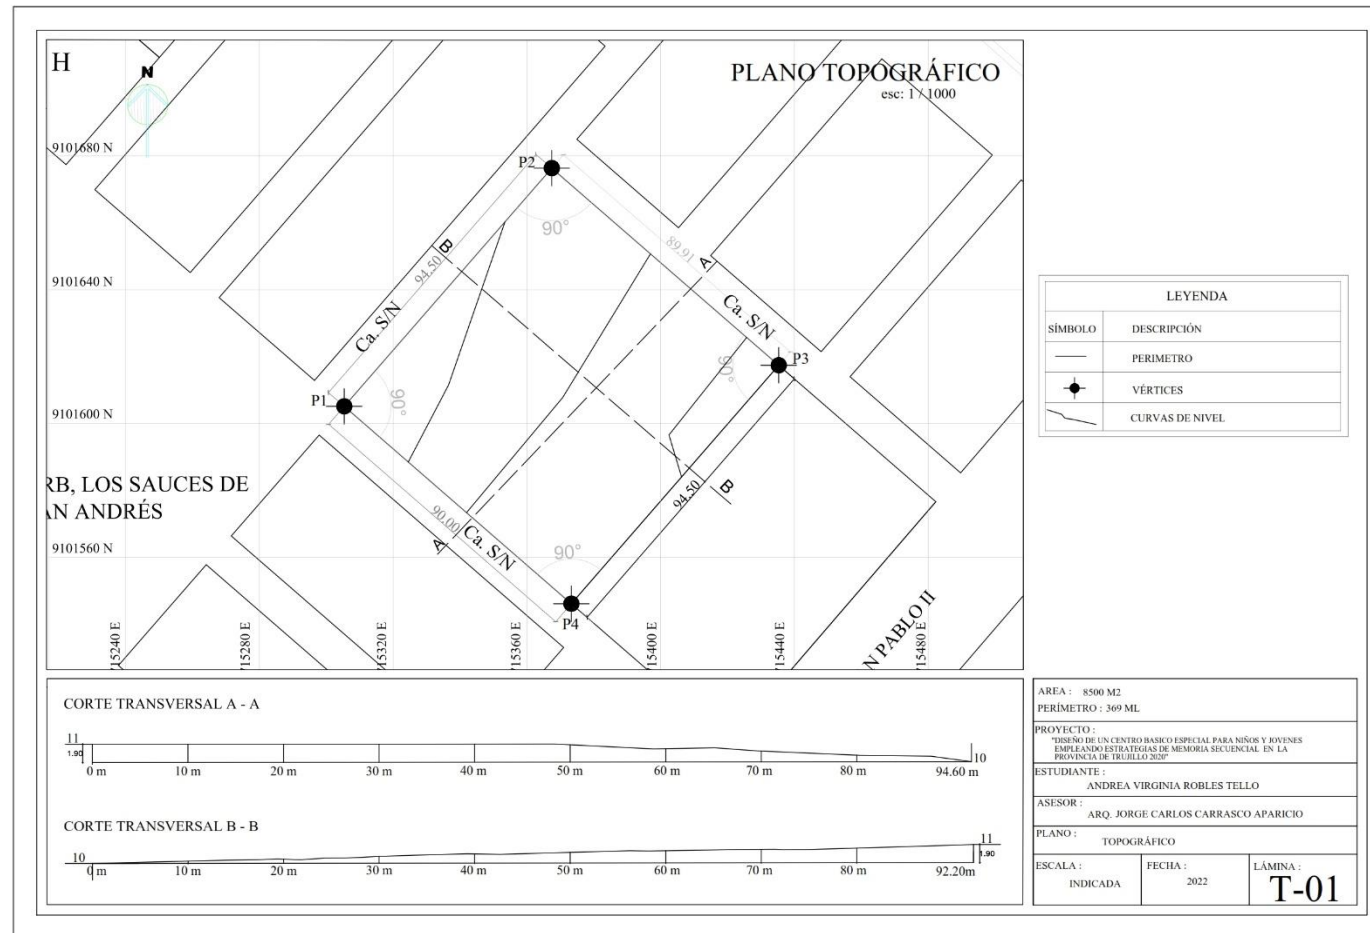 H
N
PLANO TOPOGRÁFICO
esc: 1 / 1000
9101680 N
P2
90°
89.91
B
A
94.50
9101640 N
Ca. S/N
Ca. S/N
P3
90°
P1
90°
9101600 N
RB, LOS SAUCES DE
AN ANDRÉS
94.50
B
90.00
Ca. S/N
A
90°
9101560 N
P4
N PABLO II
715240 E
715280 E
715320 E
715360 E
715400 E
715440 E
715480 E
LEYENDA
SÍMBOLO DESCRIPCIÓN
PERIMETRO
VÉRTICES
CURVAS DE NIVEL
CORTE TRANSVERSAL A - A
11
1.90
10
0 m 10 m 20 m 30 m 40 m 50 m 60 m 70 m 80 m 94.60 m
CORTE TRANSVERSAL B - B
11
10
1.90
0 m 10 m 20 m 30 m 40 m 50 m 60 m 70 m 80 m 92.20m
AREA : 8500 M2
PERÍMETRO : 369 ML
PROYECTO :
"DISEÑO DE UN CENTRO BASICO ESPECIAL PARA NIÑOS Y JOVENES
EMPLEANDO ESTRATEGIAS DE MEMORIA SECUENCIAL EN LA
PROVINCIA DE TRUJILLO 2020"
ESTUDIANTE :
ANDREA VIRGINIA ROBLES TELLO
ASESOR :
ARQ. JORGE CARLOS CARRASCO APARICIO
PLANO :
TOPOGRÁFICO
ESCALA :
INDICADA
FECHA :
2022
LÁMINA :
T-01